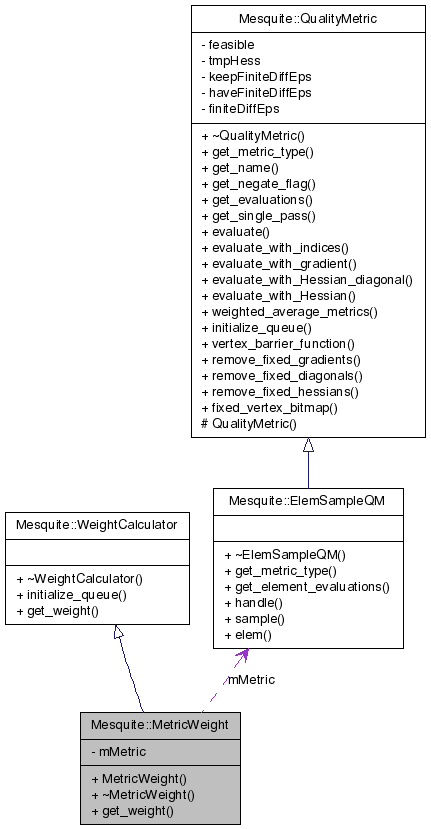 Mesquite::QualityMetric
- feasible
- tmpHess
- keepFiniteDiffEps
- haveFiniteDiffEps
- finiteDiffEps
+ ~QualityMetric()
+ get_metric_type()
+ get_name()
+ get_negate_flag()
+ get_evaluations()
+ get_single_pass()
+ evaluate()
+ evaluate_with_indices()
+ evaluate_with_gradient()
+ evaluate_with_Hessian_diagonal()
+ evaluate_with_Hessian()
+ weighted_average_metrics()
+ initialize_queue()
+ vertex_barrier_function()
+ remove_fixed_gradients()
+ remove_fixed_diagonals()
+ remove_fixed_hessians()
+ fixed_vertex_bitmap()
# QualityMetric()
Mesquite::WeightCalculator
+ ~WeightCalculator()
+ initialize_queue()
+ get_weight()
Mesquite::ElemSampleQM
+ ~ElemSampleQM()
+ get_metric_type()
+ get_element_evaluations()
+ handle()
+ sample()
+ elem()
mMetric
Mesquite::MetricWeight
- mMetric
+ MetricWeight()
+ ~MetricWeight()
+ get_weight()